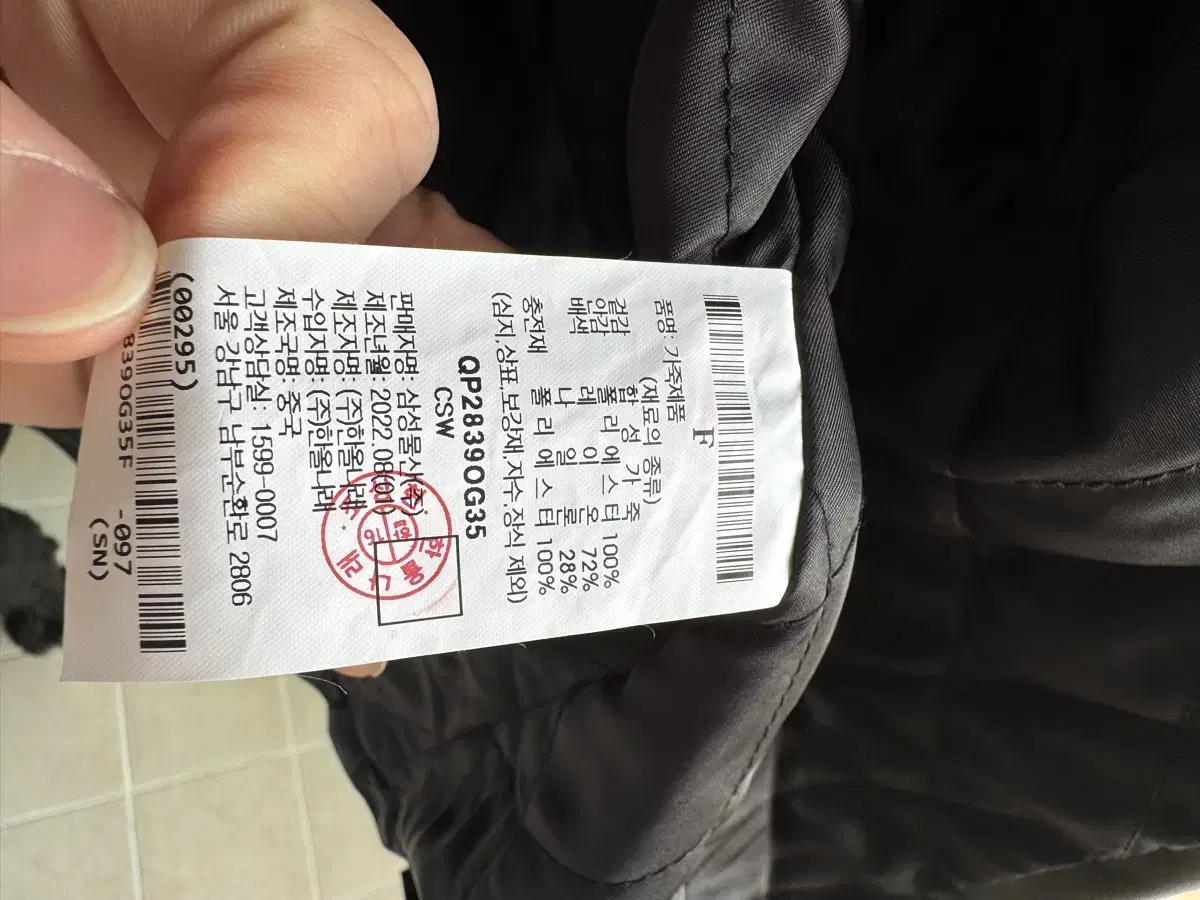 F
품명: 가죽제품
(재료의 종류)
겉감 합성가죽
안감 폴리에스터 100%
배색 레이온 72%
나일론 28%
충전재 폴리에스터 100%
(심지,상표,보강재,자수,장식 제외)
QP2839OG35
CSW
판매자명: 삼성물산(주)
제조년월: 2022.08(01)
제조자명: (주)한올나래
수입자명: (주)한올나래
제조국명: 중국
고객상담실: 1599-0007
서울 강남구 남부순환로 2806
(00295)
839OG35F -097
(SN)